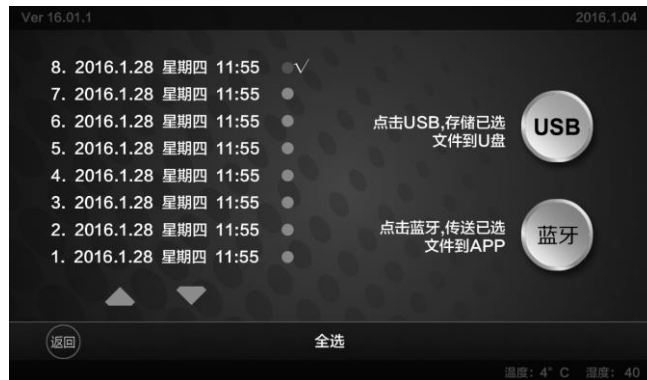 Ver 16.01.1
2016.1.04
8. 2016.1.28 星期四 11:55
7. 2016.1.28 星期四 11:55
6. 2016.1.28 星期四 11:55
5. 2016.1.28 星期四 11:55
4. 2016.1.28 星期四 11:55
3. 2016.1.28 星期四 11:55
2. 2016.1.28 星期四 11:55
1. 2016.1.28 星期四 11:55
点击USB,存储已选
文件到U盘
USB
点击蓝牙,传送已选
文件到APP
蓝牙
返回
全选
温度：4° C 湿度：40